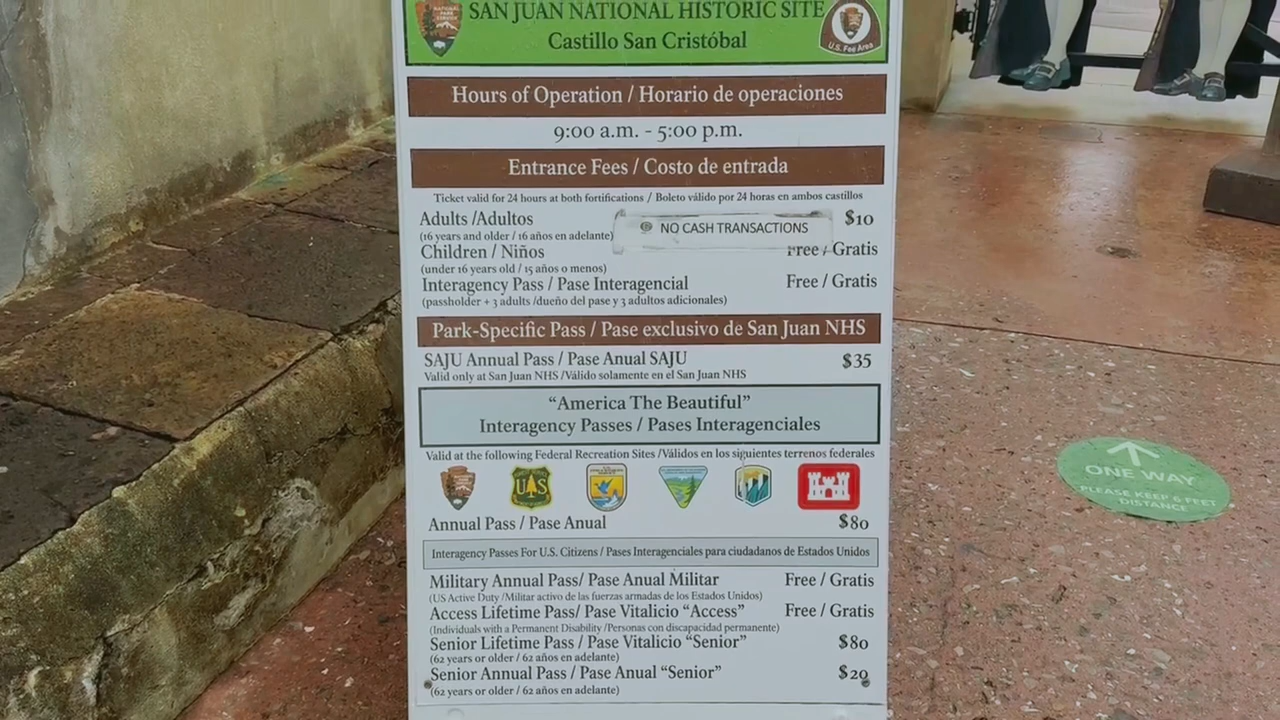 SAN JUAN NATIONAL HISTORIC SITE
Castillo San Cristóbal
NATIONAL PARK SERVICE
U.S. Fee Area
Hours of Operation / Horario de operaciones
9:00 a.m. - 5:00 p.m.
Entrance Fees / Costo de entrada
Ticket valid for 24 hours at both fortifications / Boleto válido por 24 horas en ambos castillos
Adults /Adultos $10
(16 years and older / 16 años en adelante)
NO CASH TRANSACTIONS
Children / Niños Free / Gratis
(under 16 years old / 15 años o menos)
Interagency Pass / Pase Interagencial Free / Gratis
(passholder + 3 adults /dueño del pase y 3 adultos adicionales)
Park-Specific Pass / Pase exclusivo de San Juan NHS
SAJU Annual Pass / Pase Anual SAJU $35
Valid only at San Juan NHS /Válido solamente en el San Juan NHS
“America The Beautiful”
Interagency Passes / Pases Interagenciales
Valid at the following Federal Recreation Sites /Válidos en los siguientes terrenos federales
UAS
Annual Pass / Pase Anual $80
Interagency Passes For U.S. Citizens / Pases Interagenciales para ciudadanos de Estados Unidos
Military Annual Pass/ Pase Anual Militar Free / Gratis
(US Active Duty /Militar activo de las fuerzas armadas de los Estados Unidos)
Access Lifetime Pass/ Pase Vitalicio “Access” Free / Gratis
(Individuals with a Permanent Disability /Personas con discapacidad permanente)
Senior Lifetime Pass / Pase Vitalicio “Senior” $80
(62 years or older / 62 años en adelante)
Senior Annual Pass / Pase Anual “Senior” $20
(62 years or older / 62 años en adelante)
ONE WAY
PLEASE KEEP 6 FEET
DISTANCE